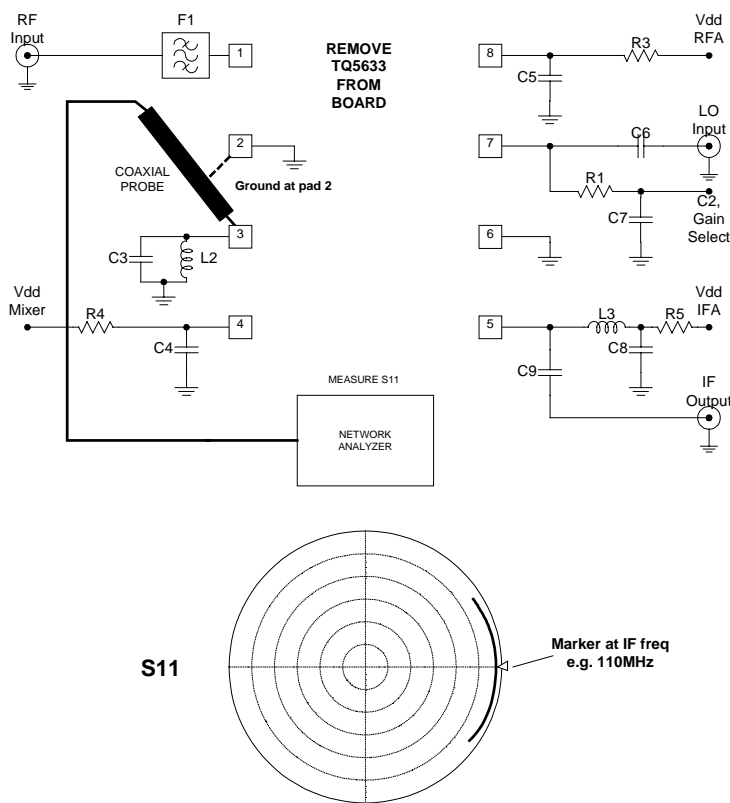 RF
Input
F1
1
REMOVE
TQ5633
FROM
BOARD
8
C5
R3
Vdd
RFA
2
COAXIAL
PROBE
Ground at pad 2
7
C6
LO
Input
R1
C7
C2,
Gain
Select
3
C3
L2
6
Vdd
Mixer
R4
C4
4
5
L3
R5
Vdd
IFA
C9
C8
IF
Output
MEASURE S11
NETWORK
ANALYZER
S11
Marker at IF freq
e.g. 110MHz